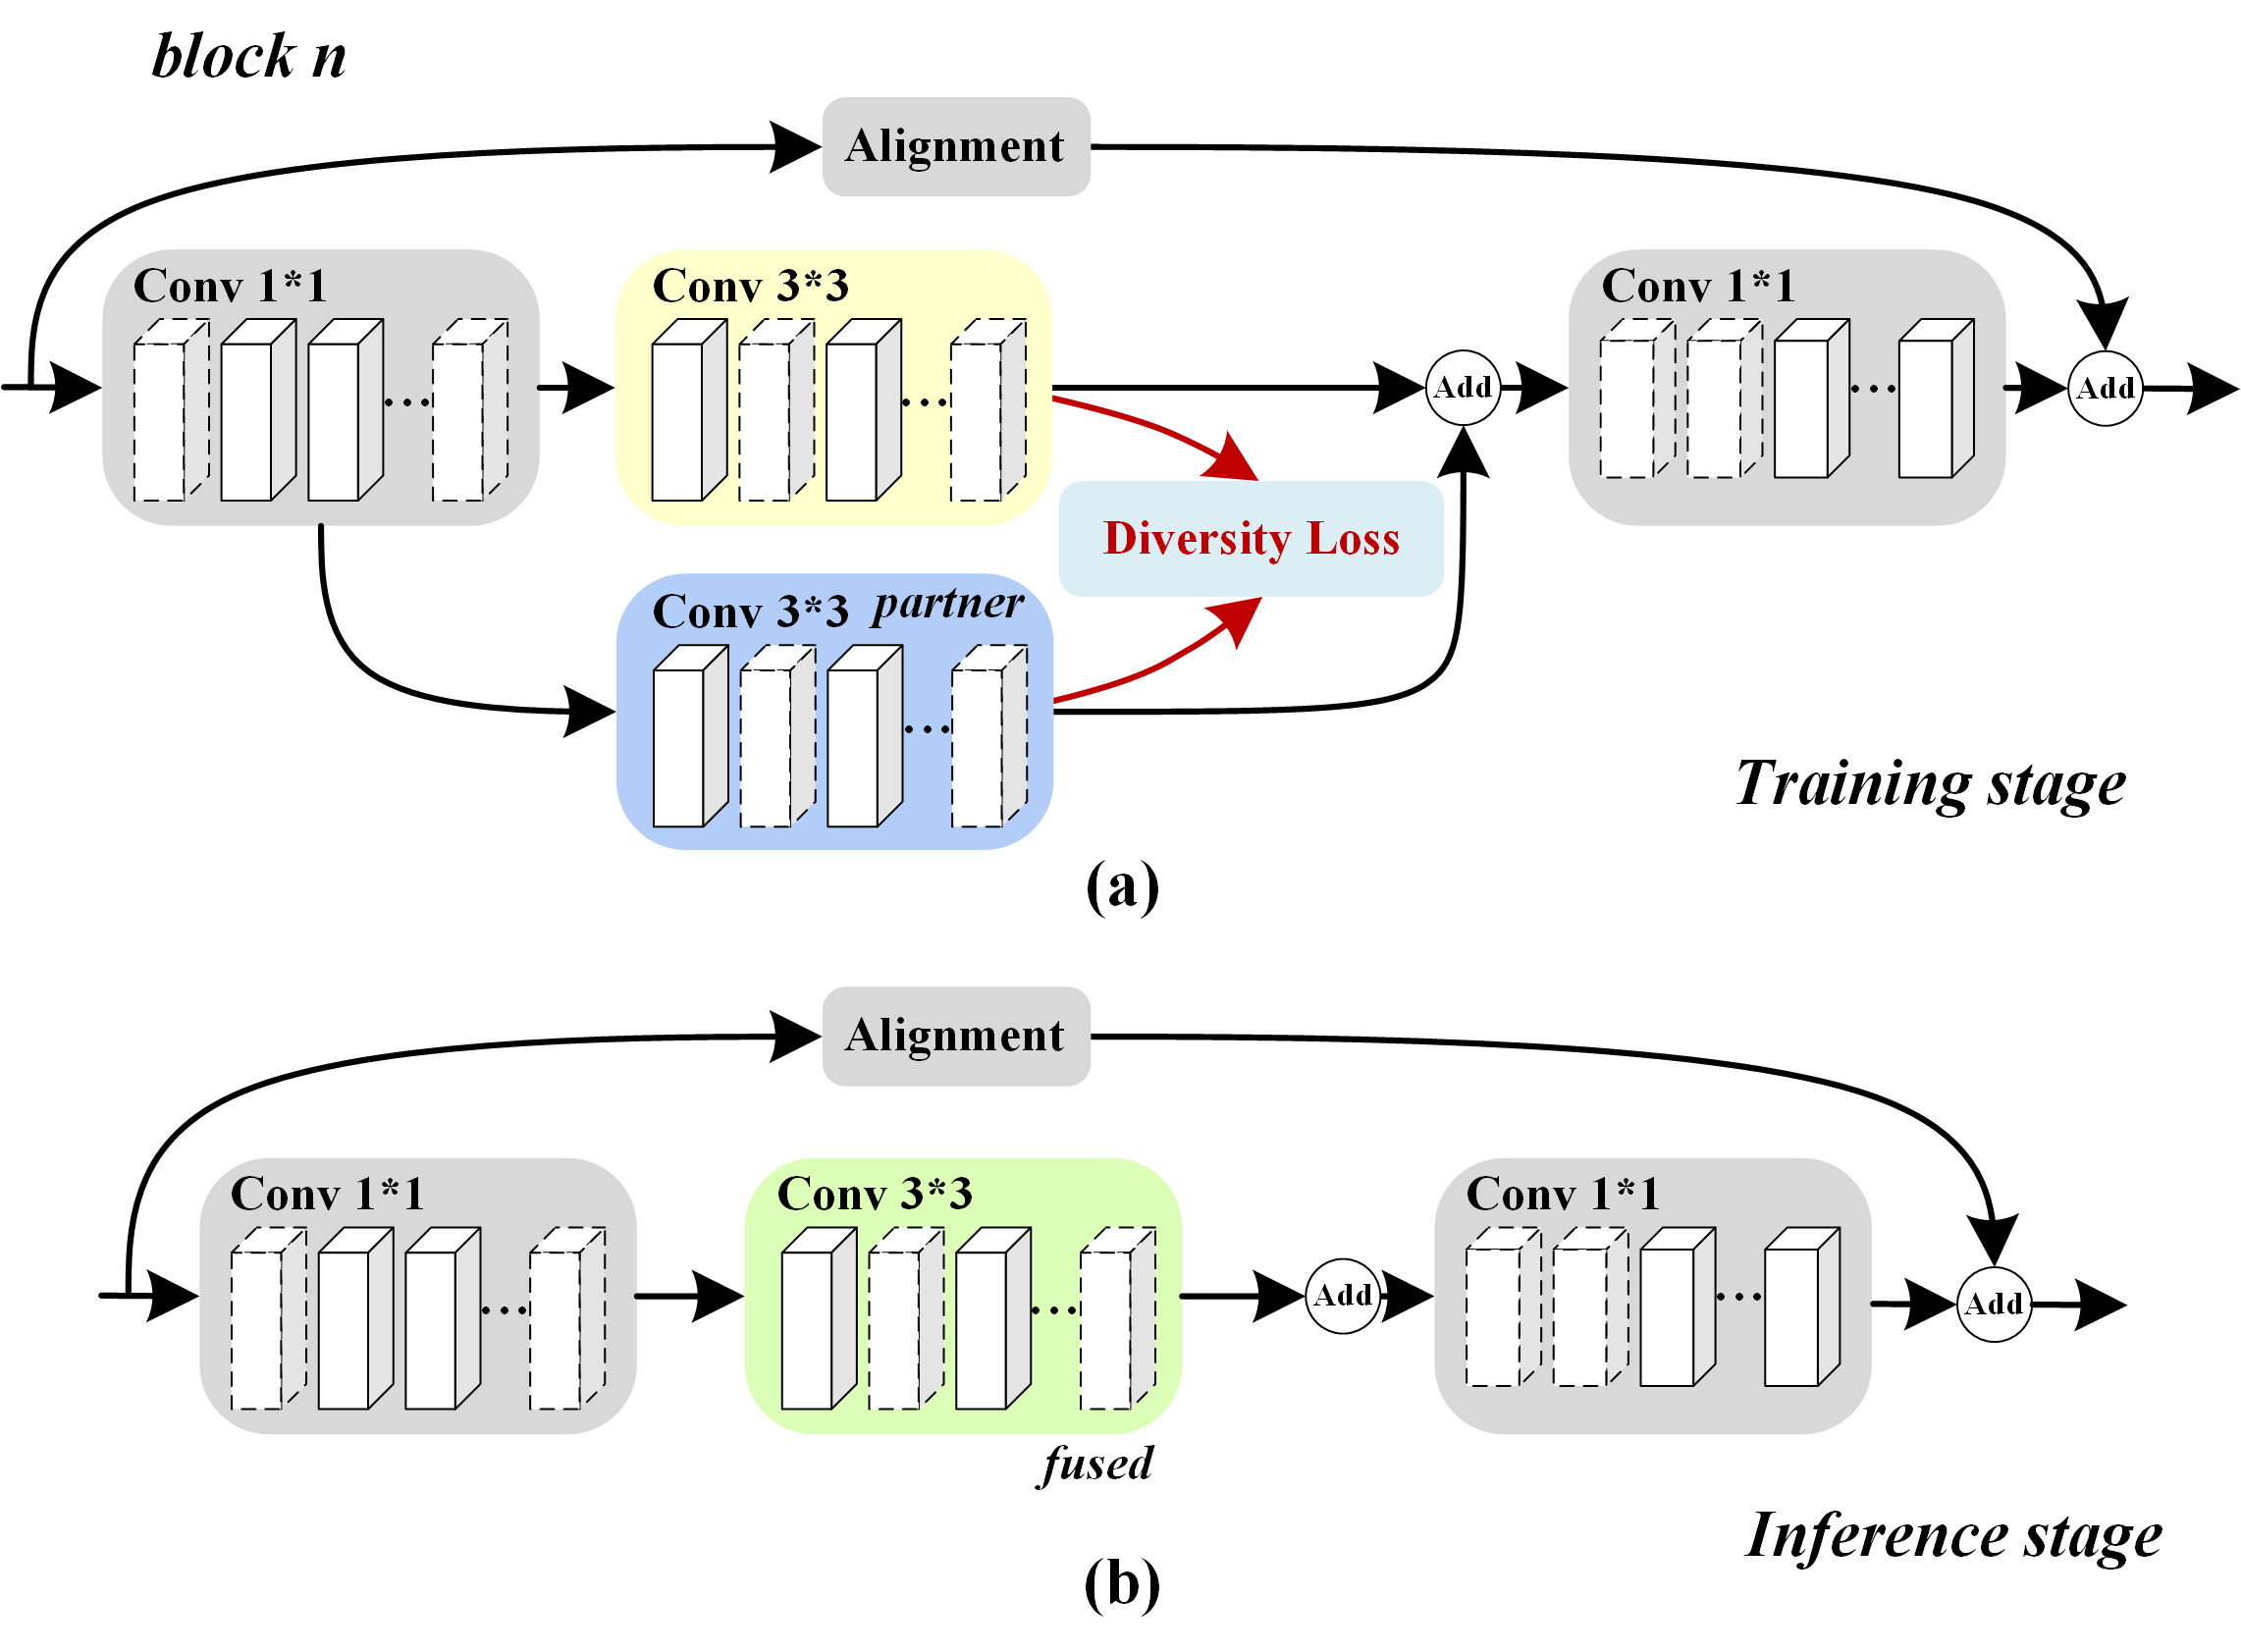 block n
Alignment
Conv 1*1
Conv 3*3
Conv 1*1
Add
Add
Diversity Loss
Conv 3*3 partner
Training stage
(a)
Alignment
Conv 1*1
Conv 3*3
Conv 1*1
Add
Add
fused
Inference stage
(b)